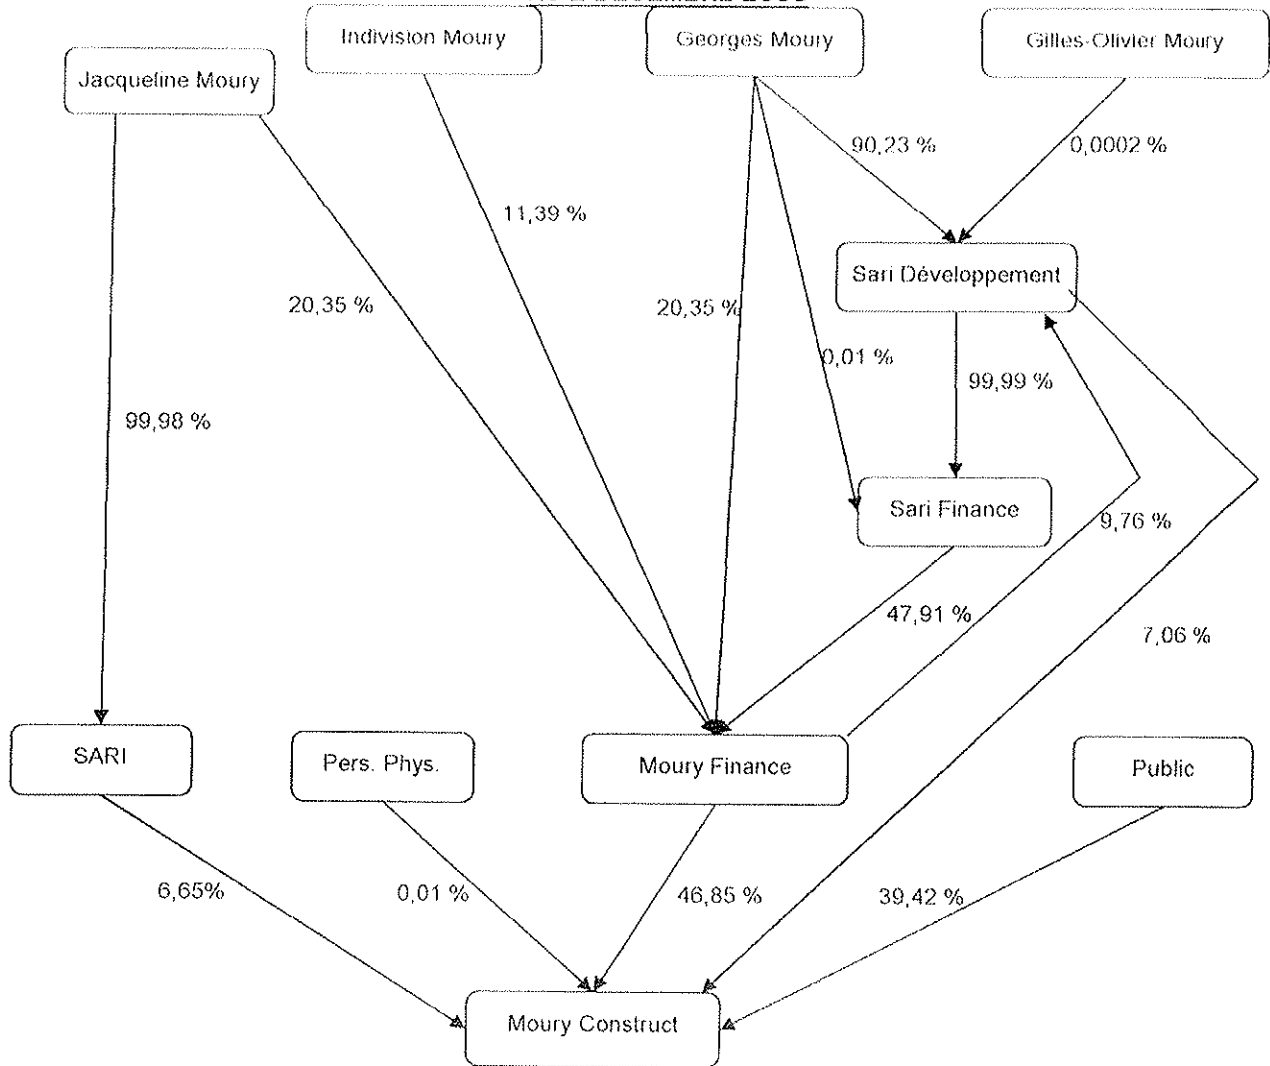 Indivision Moury
Georges Moury
Gilles-Olivier Moury
Jacqueline Moury
90,23 %
0,0002 %
11,39 %
Sari Développement
20,35 %
20,35 %
0,01 %
99,99 %
99,98 %
Sari Finance
9,76 %
47,91 %
7,06 %
SARI
Pers. Phys.
Moury Finance
Public
6,65%
0,01 %
46,85 %
39,42 %
Moury Construct